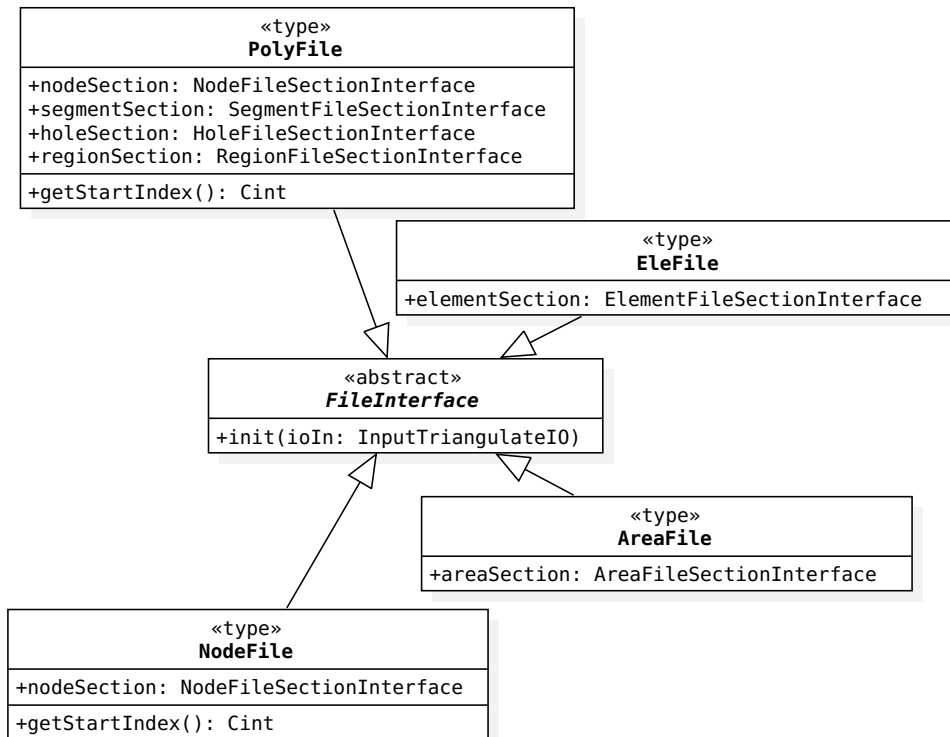 «type»
PolyFile
+nodeSection: NodeFileSectionInterface
+segmentSection: SegmentFileSectionInterface
+holeSection: HoleFileSectionInterface
+regionSection: RegionFileSectionInterface
+getStartIndex(): Cint
«type»
EleFile
+elementSection: ElementFileSectionInterface
«abstract»
FileInterface
+init(ioIn: InputTriangulateIO)
«type»
AreaFile
+areaSection: AreaFileSectionInterface
«type»
NodeFile
+nodeSection: NodeFileSectionInterface
+getStartIndex(): Cint